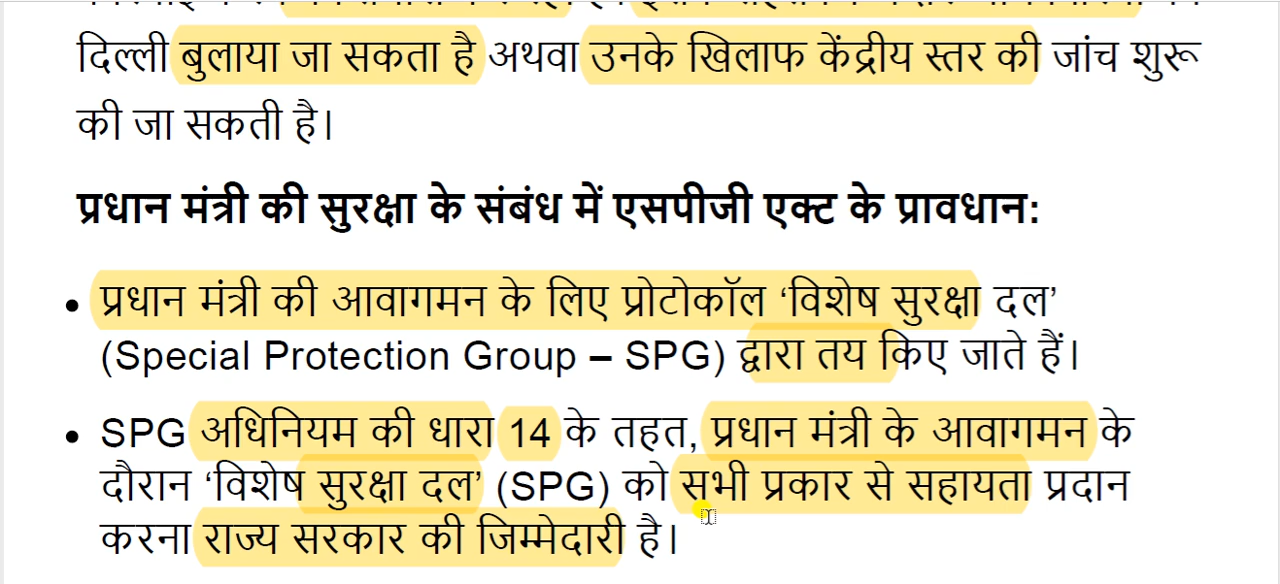 दिल्ली बुलाया जा सकता है अथवा उनके खिलाफ केंद्रीय स्तर की जांच शुरू
की जा सकती है।
प्रधान मंत्री की सुरक्षा के संबंध में एसपीजी एक्ट के प्रावधान:
• प्रधान मंत्री की आवागमन के लिए प्रोटोकॉल ‘विशेष सुरक्षा दल’
(Special Protection Group – SPG) द्वारा तय किए जाते हैं।
• SPG अधिनियम की धारा 14 के तहत, प्रधान मंत्री के आवागमन के
दौरान ‘विशेष सुरक्षा दल’ (SPG) को सभी प्रकार से सहायता प्रदान
करना राज्य सरकार की जिम्मेदारी है।